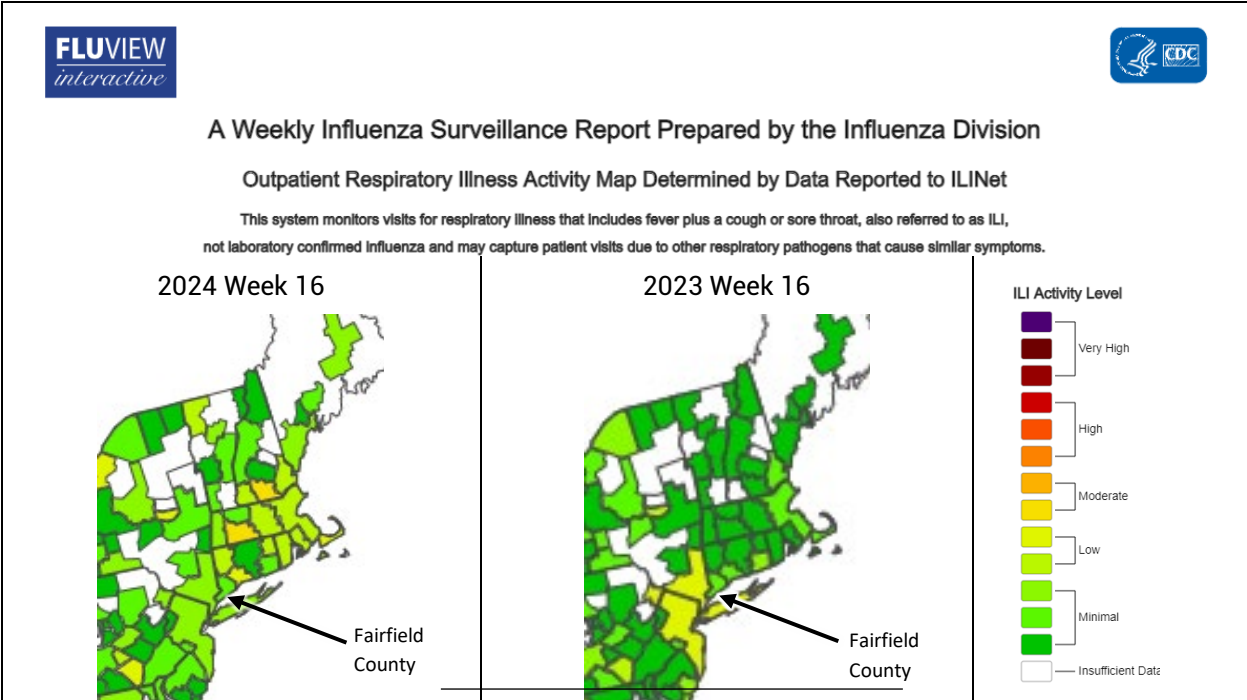 FLUVIEW
interactive
CDC
A Weekly Influenza Surveillance Report Prepared by the Influenza Division
Outpatient Respiratory Illness Activity Map Determined by Data Reported to ILINet
This system monitors visits for respiratory illness that includes fever plus a cough or sore throat, also referred to as ILI,
not laboratory confirmed influenza and may capture patient visits due to other respiratory pathogens that cause similar symptoms.
2024 Week 16
2023 Week 16
ILI Activity Level
Very High
High
Moderate
Low
Minimal
Insufficient Data
Fairfield
County
Fairfield
County